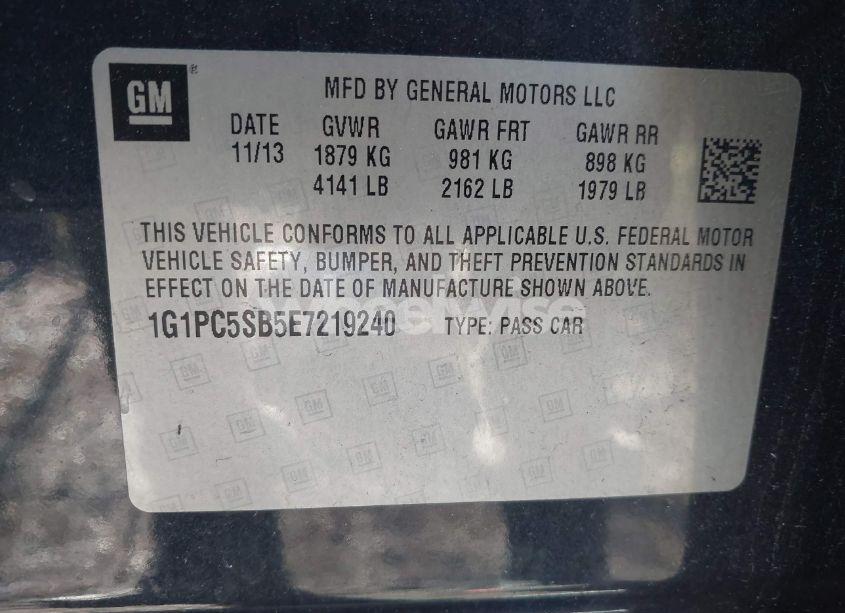 GM
MFD BY GENERAL MOTORS LLC
DATE GVWR GAWR FRT GAWR RR
11/13 1879 KG 981 KG 898 KG
4141 LB 2162 LB 1979 LB
THIS VEHICLE CONFORMS TO ALL APPLICABLE U.S. FEDERAL MOTOR
VEHICLE SAFETY, BUMPER, AND THEFT PREVENTION STANDARDS IN
EFFECT ON THE DATE OF MANUFACTURE SHOWN ABOVE.
1G1PC5SB5E7219240 TYPE: PASS CAR